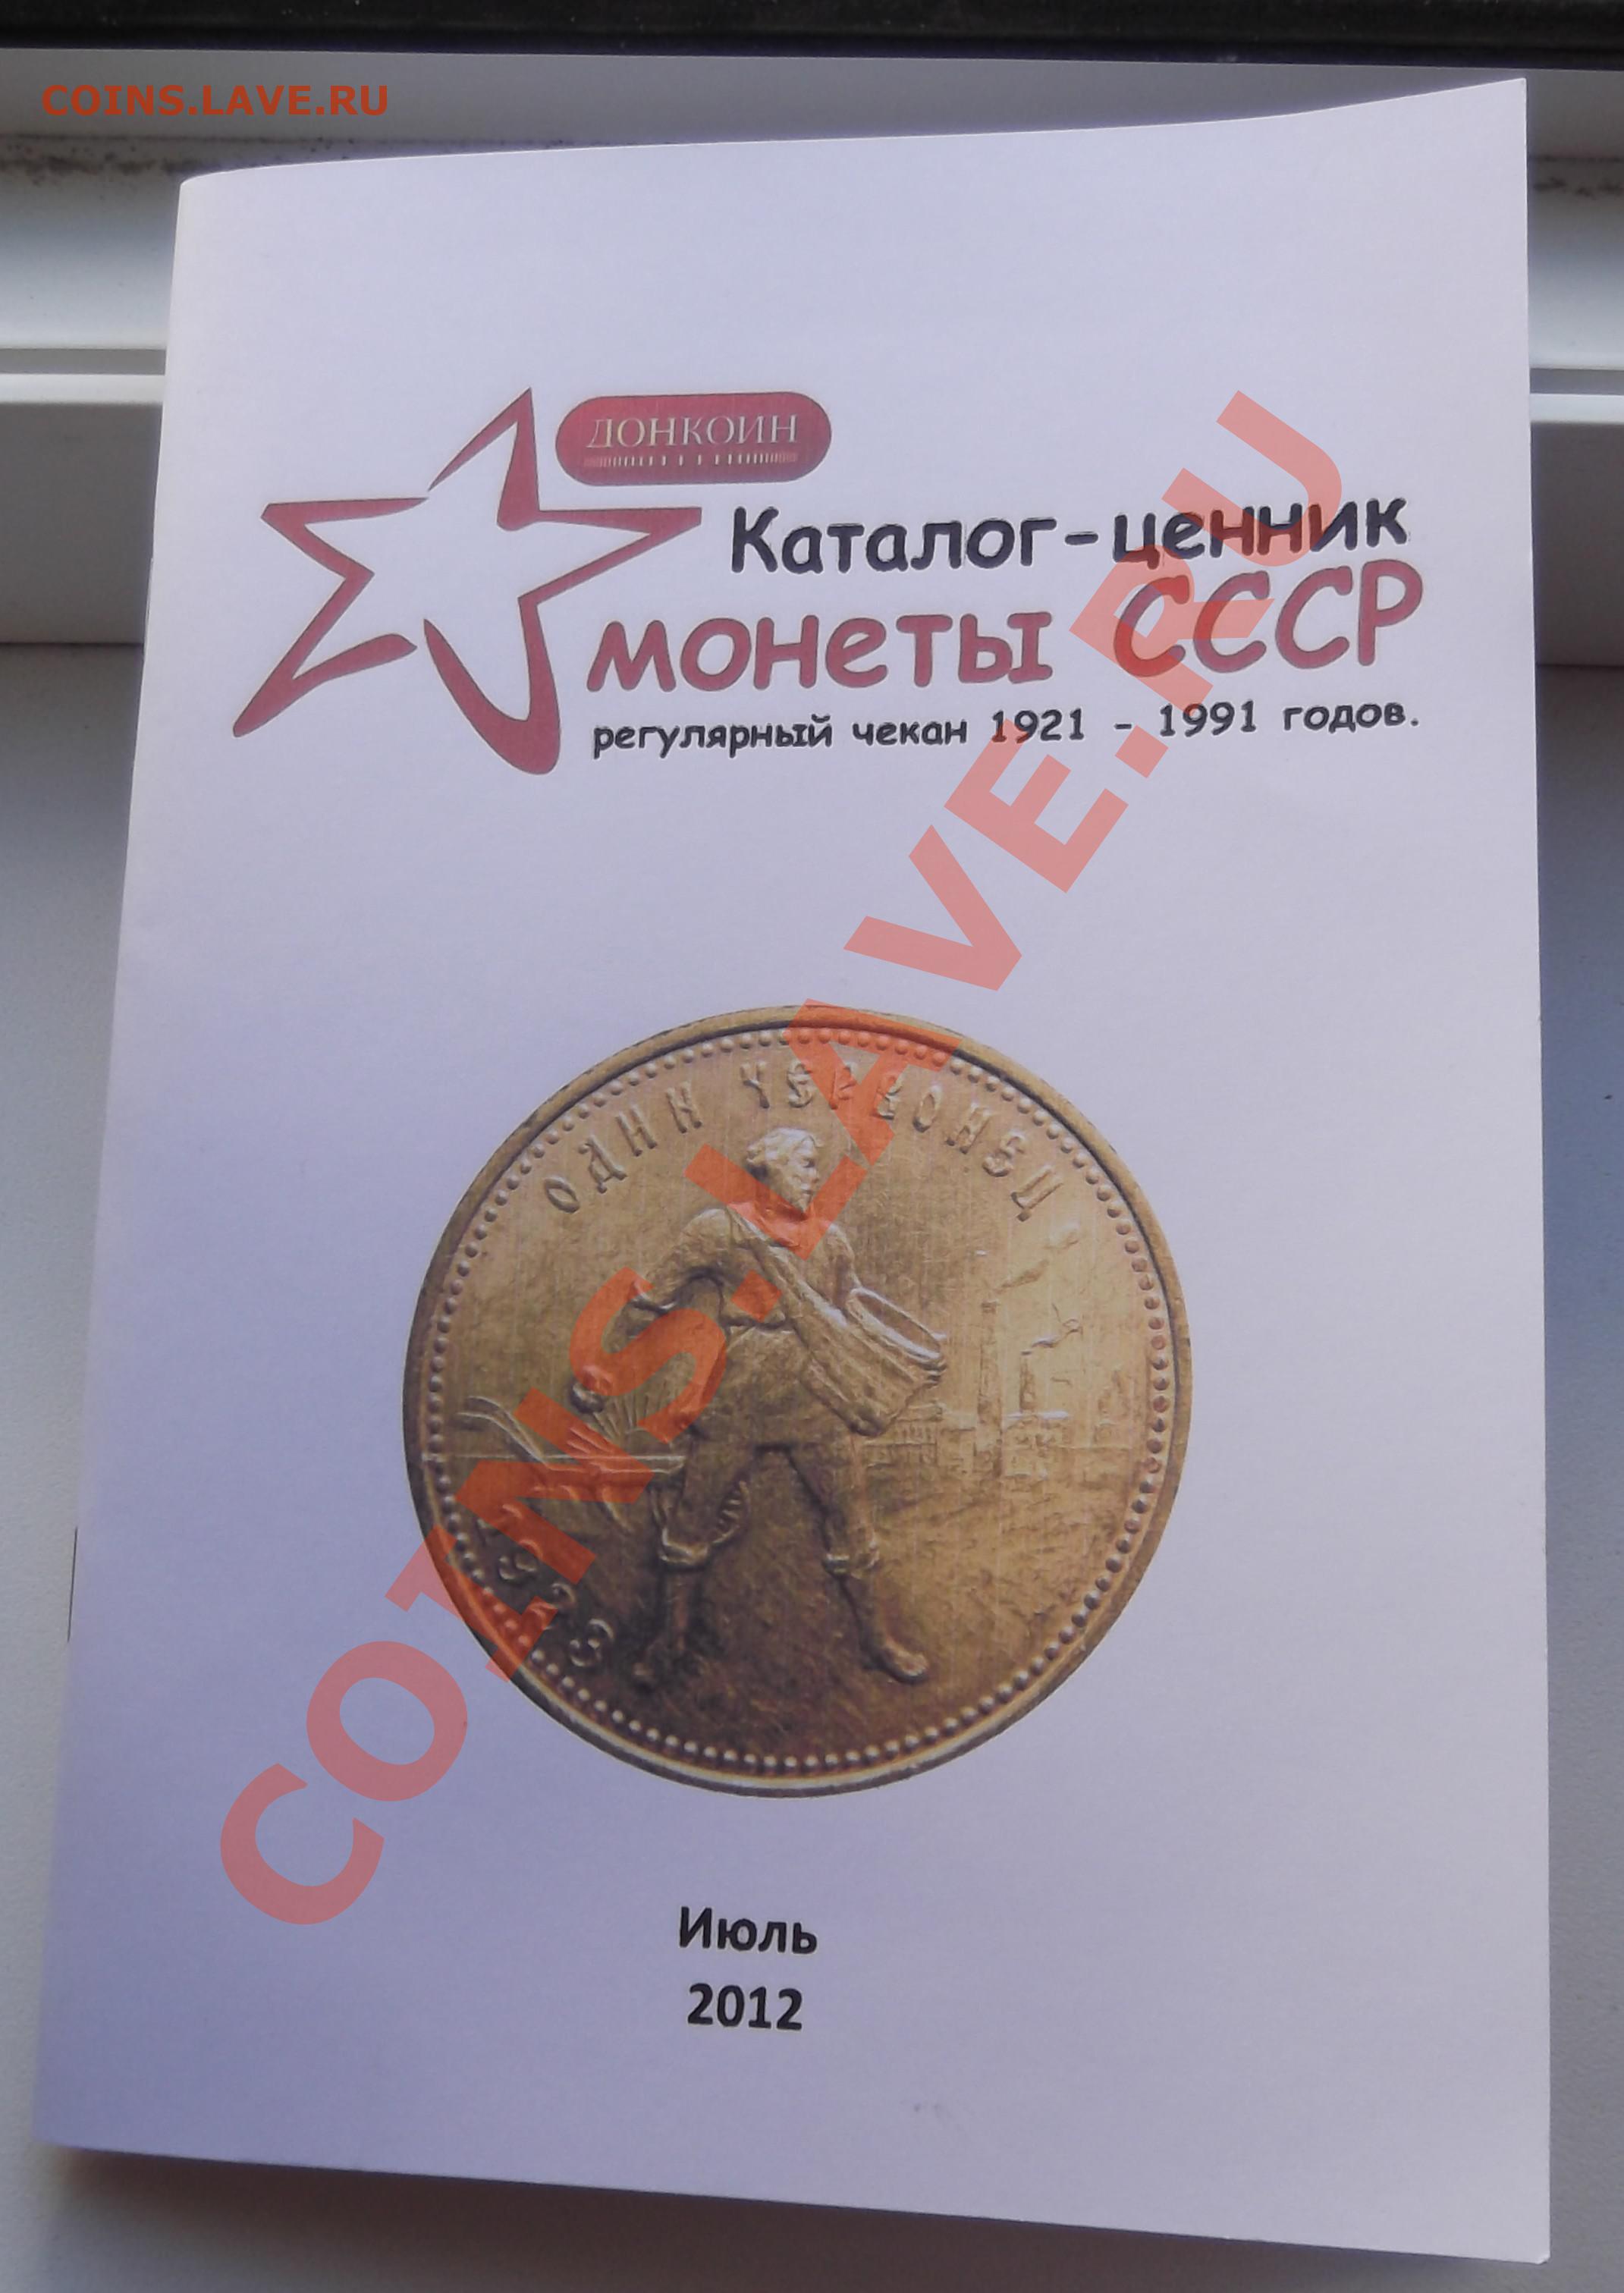 COINS.LAVE.RU
ДОНКОИН
Каталог-ценник
монеты СССР
регулярный чекан 1921 - 1991 годов.
COINS.LAVE.RU
ОДИН ЧЕРВОНЕЦ
1923
Июль
2012